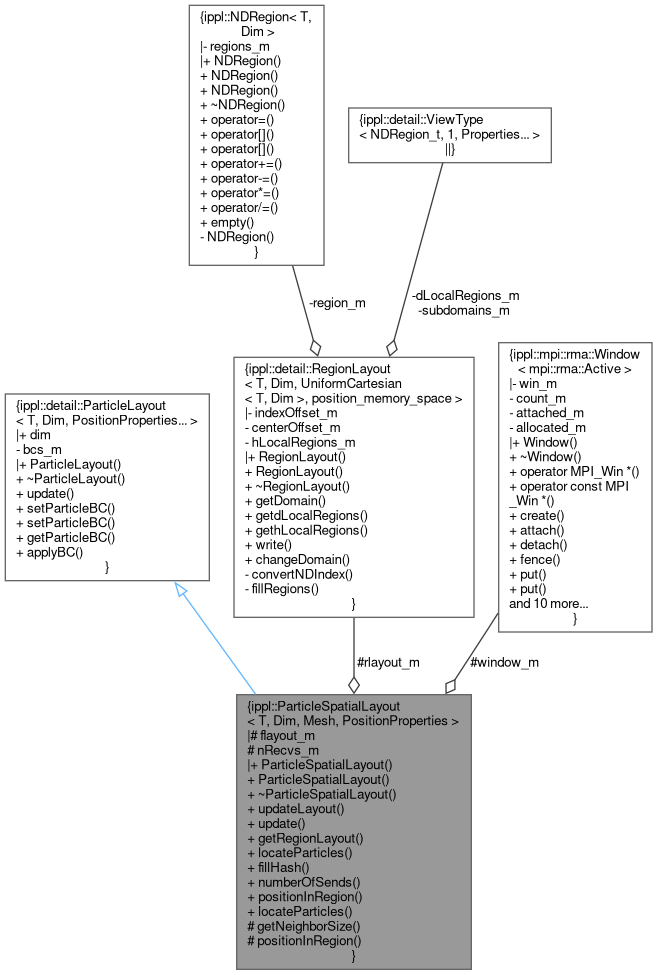 {ippl::NDRegion< T,
Dim >
|- regions_m
|+ NDRegion()
+ NDRegion()
+ NDRegion()
+ ~NDRegion()
+ operator=()
+ operator[]()
+ operator[]()
+ operator+=()
+ operator-=()
+ operator*=()
+ operator/=()
+ empty()
- NDRegion()
}
{ippl::detail::ViewType
< NDRegion_t, 1, Properties... >
||}
-region_m
-dLocalRegions_m
-subdomains_m
{ippl::detail::ParticleLayout
< T, Dim, PositionProperties... >
|+ dim
- bcs_m
|+ ParticleLayout()
+ ~ParticleLayout()
+ update()
+ setParticleBC()
+ setParticleBC()
+ getParticleBC()
+ applyBC()
}
{ippl::detail::RegionLayout
< T, Dim, UniformCartesian
< T, Dim >, position_memory_space >
|- indexOffset_m
- centerOffset_m
- hLocalRegions_m
|+ RegionLayout()
+ RegionLayout()
+ ~RegionLayout()
+ getDomain()
+ getdLocalRegions()
+ gethLocalRegions()
+ write()
+ changeDomain()
- convertNDIndex()
- fillRegions()
}
{ippl::mpi::rma::Window
< mpi::rma::Active >
|- win_m
- count_m
- attached_m
- allocated_m
|+ Window()
+ ~Window()
+ operator MPI_Win *()
+ operator const MPI
_Win *()
+ create()
+ attach()
+ detach()
+ fence()
+ put()
+ put()
and 10 more...
}
#rlayout_m
#window_m
{ippl::ParticleSpatialLayout
< T, Dim, Mesh, PositionProperties >
|# flayout_m
# nRecvs_m
|+ ParticleSpatialLayout()
+ ParticleSpatialLayout()
+ ~ParticleSpatialLayout()
+ updateLayout()
+ update()
+ getRegionLayout()
+ locateParticles()
+ fillHash()
+ numberOfSends()
+ positionInRegion()
+ locateParticles()
# getNeighborSize()
# positionInRegion()
}